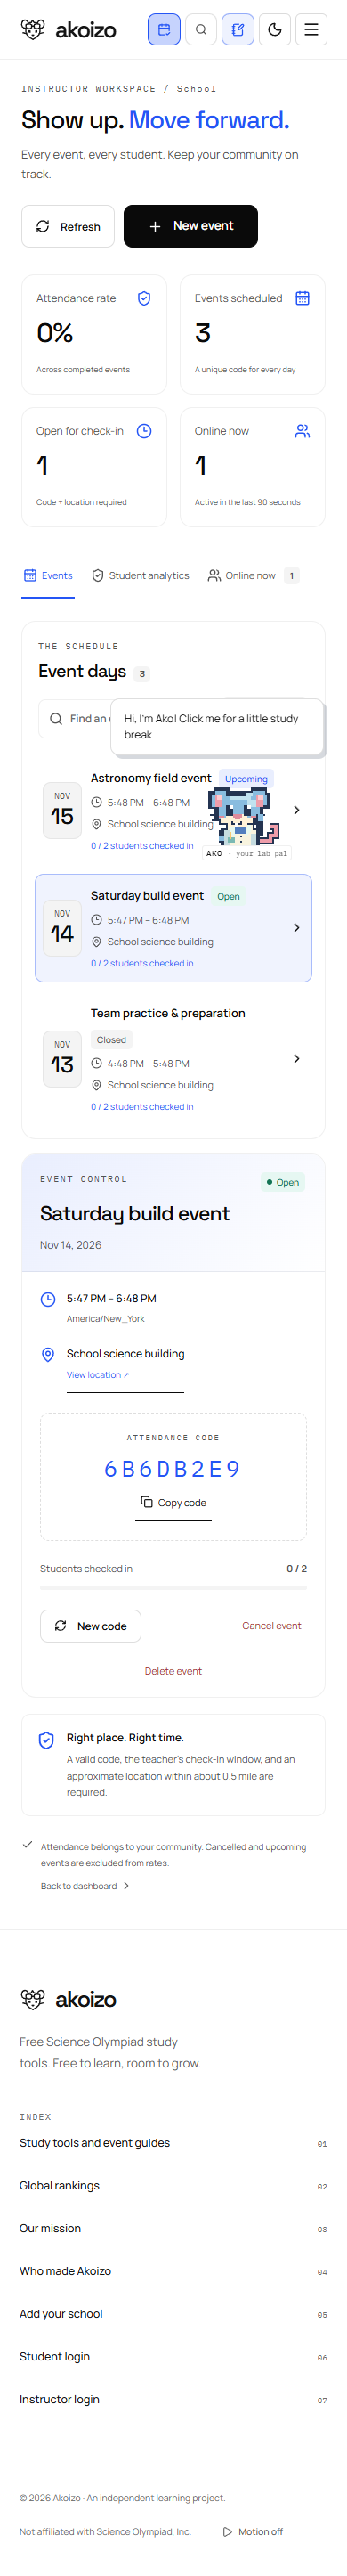 akoizo
INSTRUCTOR WORKSPACE / School
Show up. Move forward.
Every event, every student. Keep your community on
track.
Refresh
New event
Attendance rate
0%
Across completed events
Events scheduled
3
A unique code for every day
Open for check-in
1
Code + location required
Online now
1
Active in the last 90 seconds
Events
Student analytics
Online now 1
THE SCHEDULE
Event days 3
Find an
Hi, I'm Ako! Click me for a little study
break.
NOV
15
Astronomy field event Upcoming
5:48 PM – 6:48 PM
School science building
0 / 2 students checked in
AKO · your lab pal
NOV
14
Saturday build event Open
5:47 PM – 6:48 PM
School science building
0 / 2 students checked in
NOV
13
Team practice & preparation
Closed
4:48 PM – 5:48 PM
School science building
0 / 2 students checked in
EVENT CONTROL
Open
Saturday build event
Nov 14, 2026
5:47 PM – 6:48 PM
America/New_York
School science building
View location ↗
ATTENDANCE CODE
6B6DB2E9
Copy code
Students checked in 0 / 2
New code
Cancel event
Delete event
Right place. Right time.
A valid code, the teacher's check-in window, and an
approximate location within about 0.5 mile are
required.
Attendance belongs to your community. Cancelled and upcoming
events are excluded from rates.
Back to dashboard
akoizo
Free Science Olympiad study
tools. Free to learn, room to grow.
INDEX
Study tools and event guides 01
Global rankings 02
Our mission 03
Who made Akoizo 04
Add your school 05
Student login 06
Instructor login 07
© 2026 Akoizo · An independent learning project.
Not affiliated with Science Olympiad, Inc.
Motion off